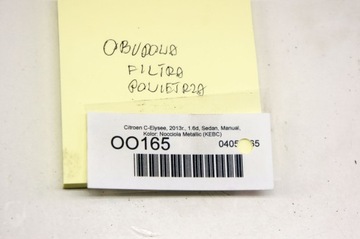 OBUDOWA
FILTRA
POWIETRZA
Citroen C-Elysee, 2013r., 1.6d, Sedan, Manual,
Kolor: Nocciola Metallic (KEBC)
OO165